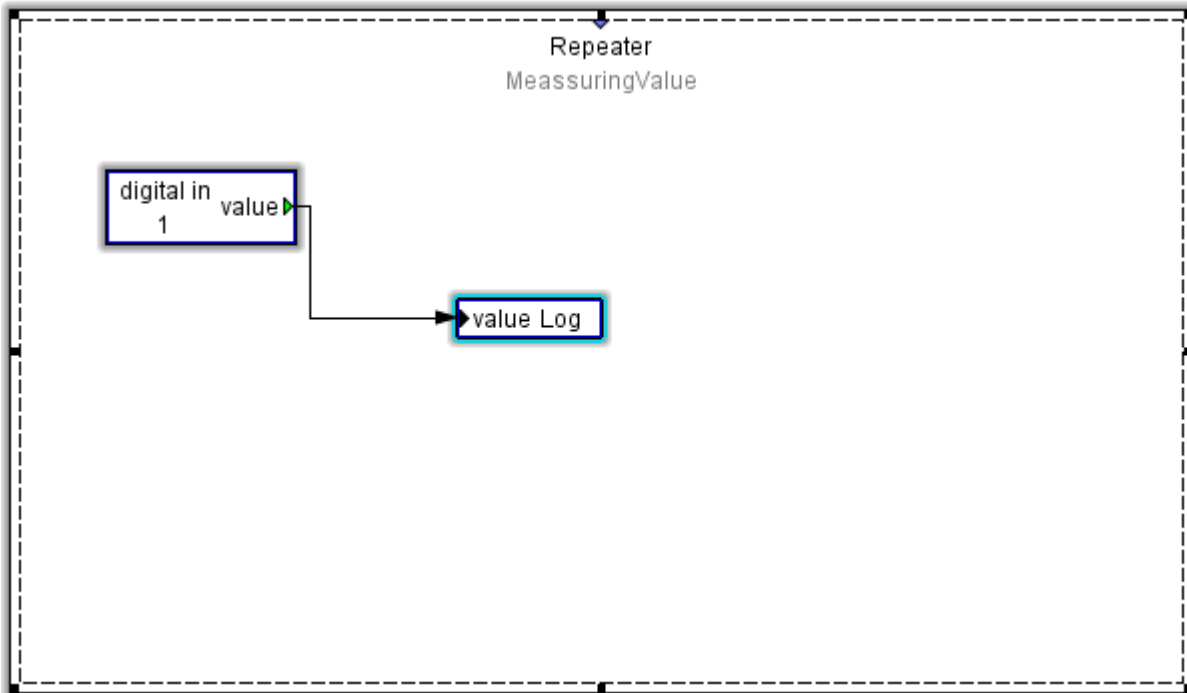 Repeater
MeassuringValue
digital in
1
value
value Log